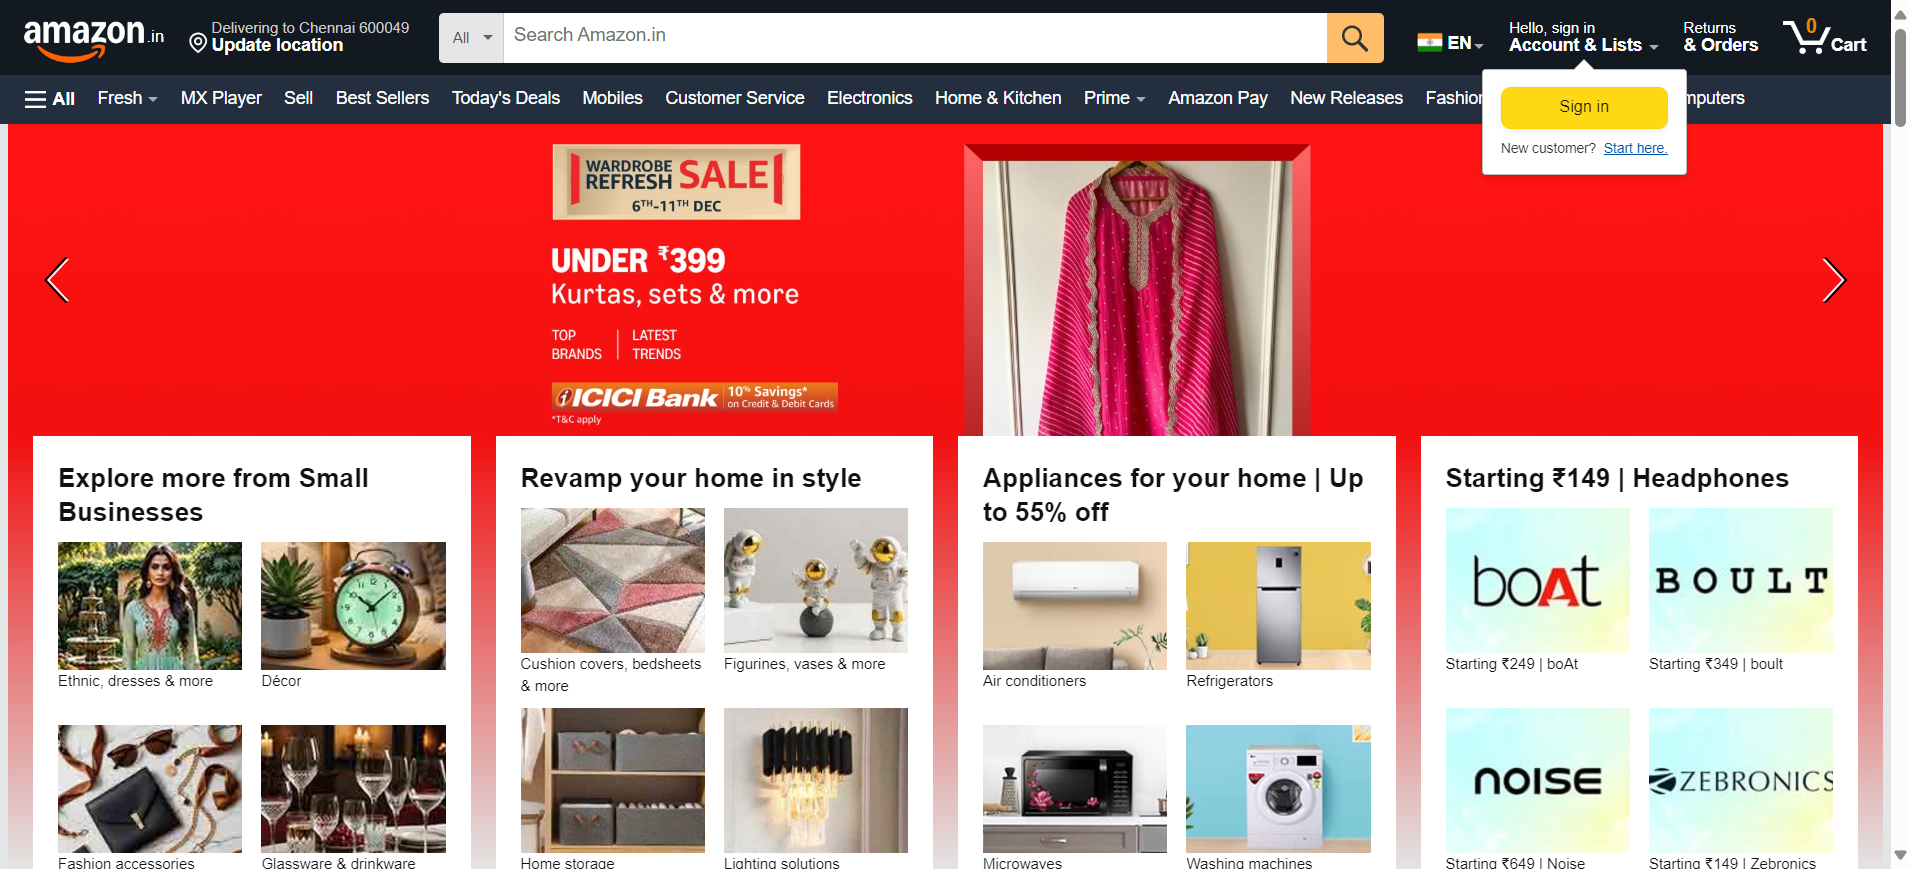 amazon.in
Delivering to Chennai 600049
Update location
All
Search Amazon.in
EN
Hello, sign in
Account & Lists
Returns
& Orders
0
Cart
All
Fresh
MX Player
Sell
Best Sellers
Today's Deals
Mobiles
Customer Service
Electronics
Home & Kitchen
Prime
Amazon Pay
New Releases
Sign in
New customer? Start here.
WARDROBE
REFRESH SALE
6TH-11TH DEC
UNDER ₹399
Kurtas, sets & more
TOP BRANDS
LATEST TRENDS
ICICI Bank
10% Savings*
on Credit & Debit Cards
*T&C apply
Explore more from Small
Businesses
Ethnic, dresses & more
Décor
Fashion accessories
Glassware & drinkware
Revamp your home in style
Cushion covers, bedsheets
& more
Figurines, vases & more
Home storage
Lighting solutions
Appliances for your home | Up
to 55% off
Air conditioners
Refrigerators
Microwaves
Washing machines
Starting ₹149 | Headphones
boAt
Starting ₹249 | boAt
BOULT
Starting ₹349 | boult
noise
Starting ₹649 | Noise
ZEBRONICS
Starting ₹149 | Zebronics